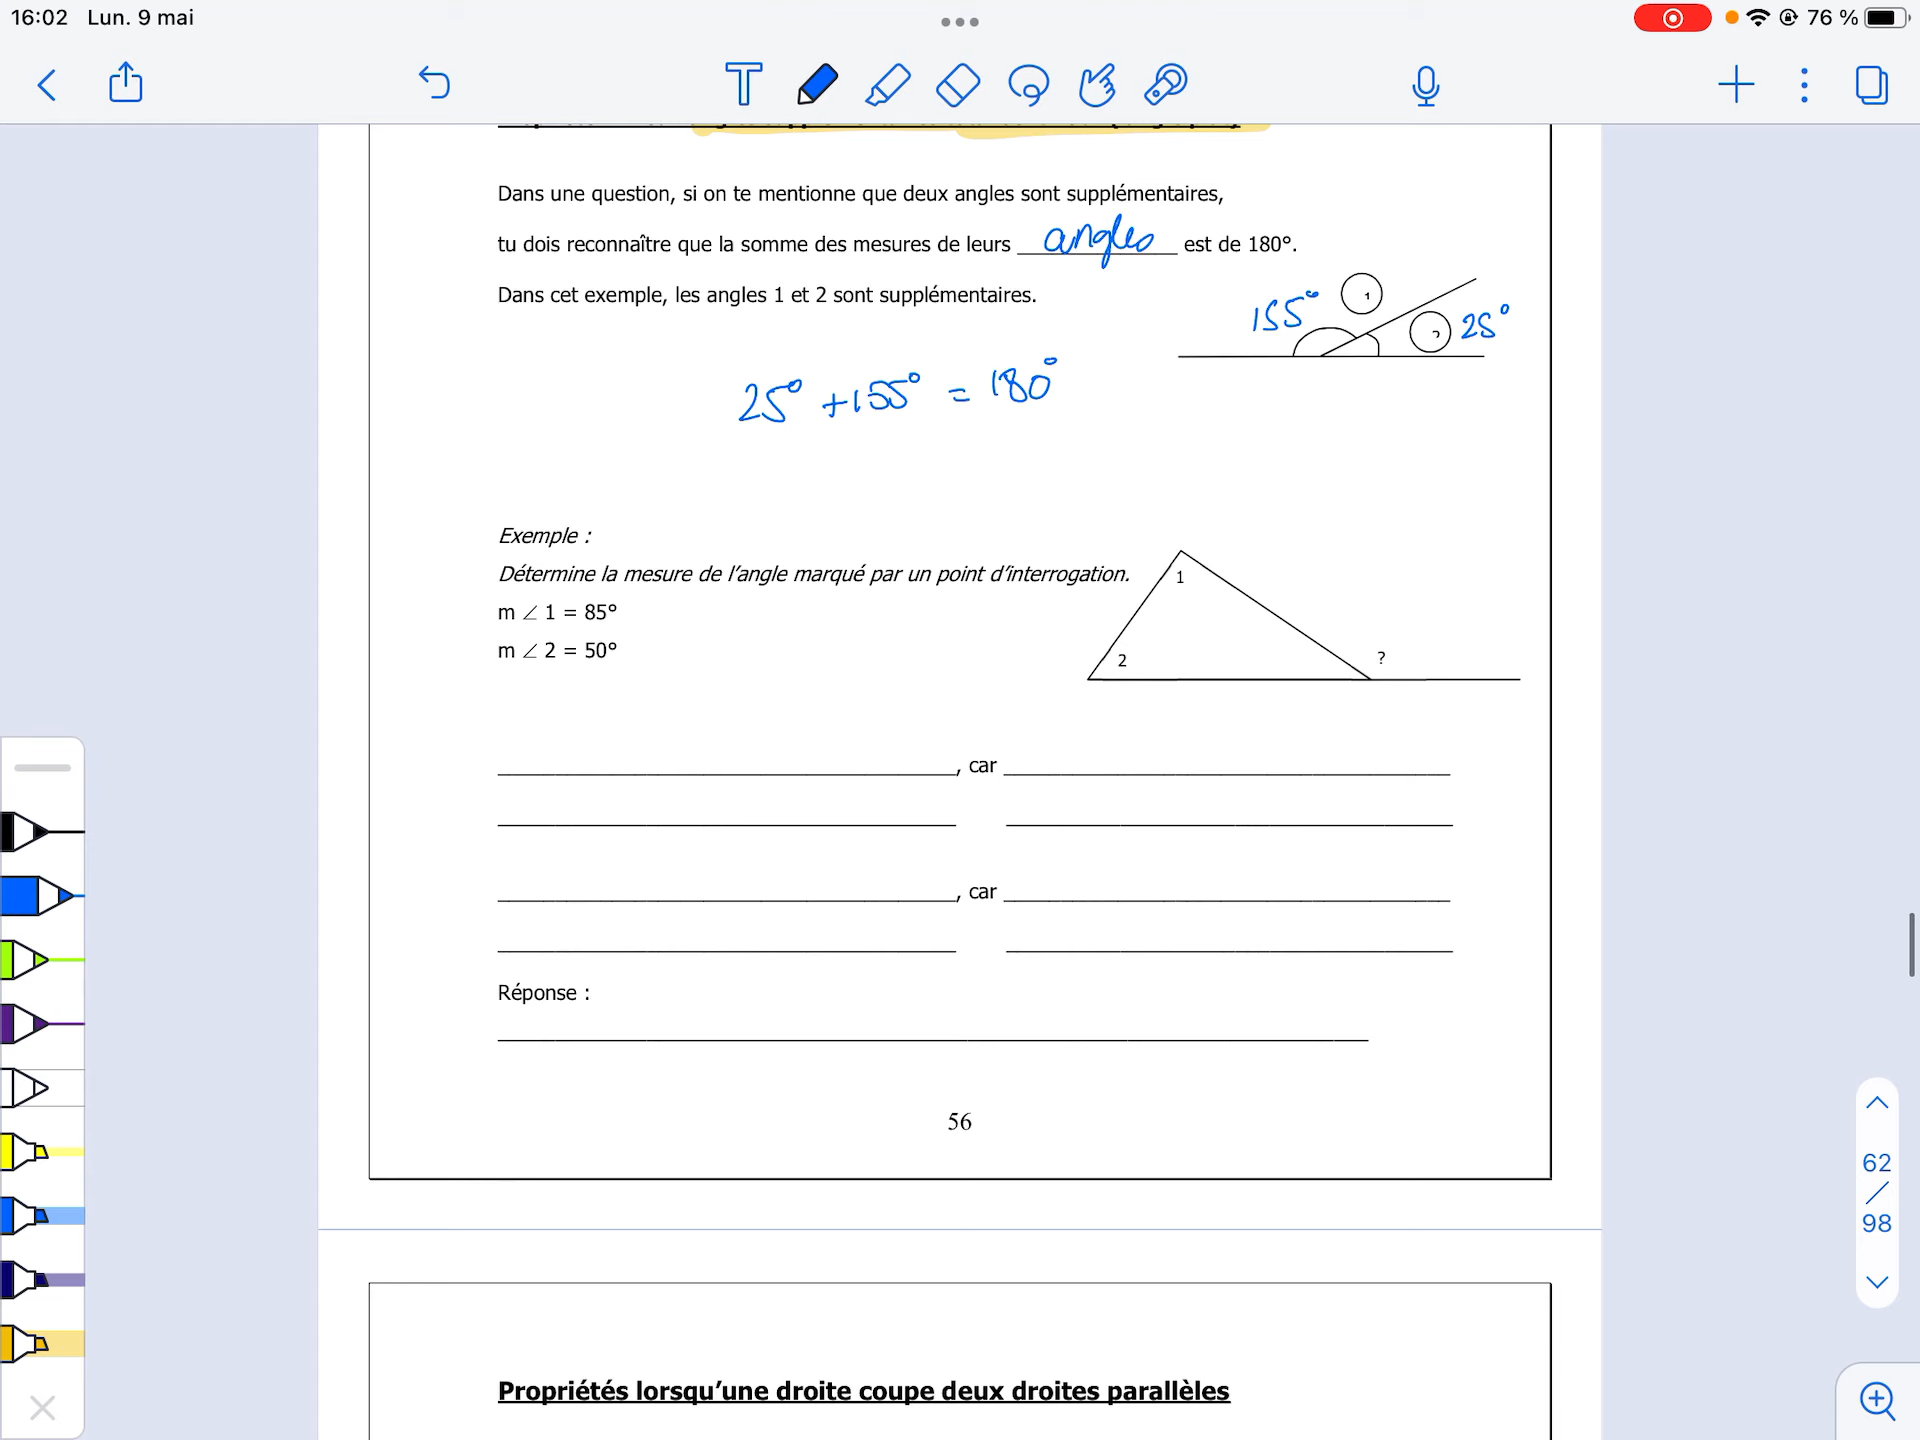 16:02 Lun. 9 mai
76 %
Dans une question, si on te mentionne que deux angles sont supplémentaires,
tu dois reconnaître que la somme des mesures de leurs angles est de 180°.
Dans cet exemple, les angles 1 et 2 sont supplémentaires.
155° 1
2 25°
25° + 155° = 180°
Exemple :
Détermine la mesure de l’angle marqué par un point d’interrogation.
m ∠ 1 = 85°
m ∠ 2 = 50°
1
2
?
, car
, car
Réponse :
56
62
/
98
Propriétés lorsqu’une droite coupe deux droites parallèles